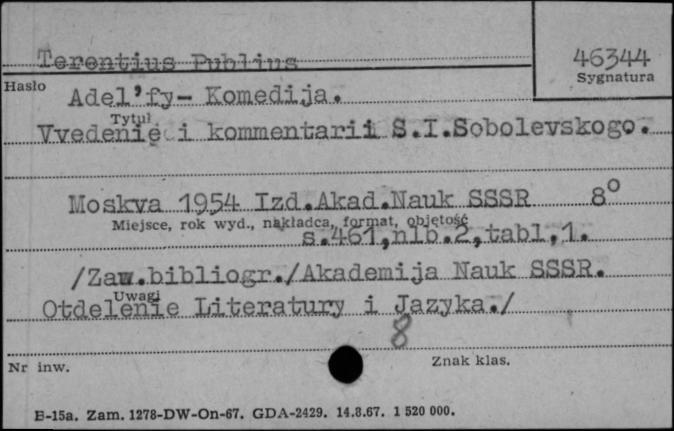 Terentius Publius
46344
Sygnatura
Hasło
Adel'fy- Komedija.
Tytuł
Vvedenie i kommentarii S.I.Sobolevskogo.
Moskva 1954 Izd.Akad.Nauk SSSR 8°
Miejsce, rok wyd., nakładca, format, objętość
s.461,nlb.2,tabl.1.
/Zaw.bibliogr./Akademija Nauk SSSR.
Uwagi
Otdelenie Literatury i Jazyka./
8
Nr inw.
Znak klas.
B-15a. Zam. 1278-DW-On-67. GDA-2429. 14.8.67. 1 520 000.